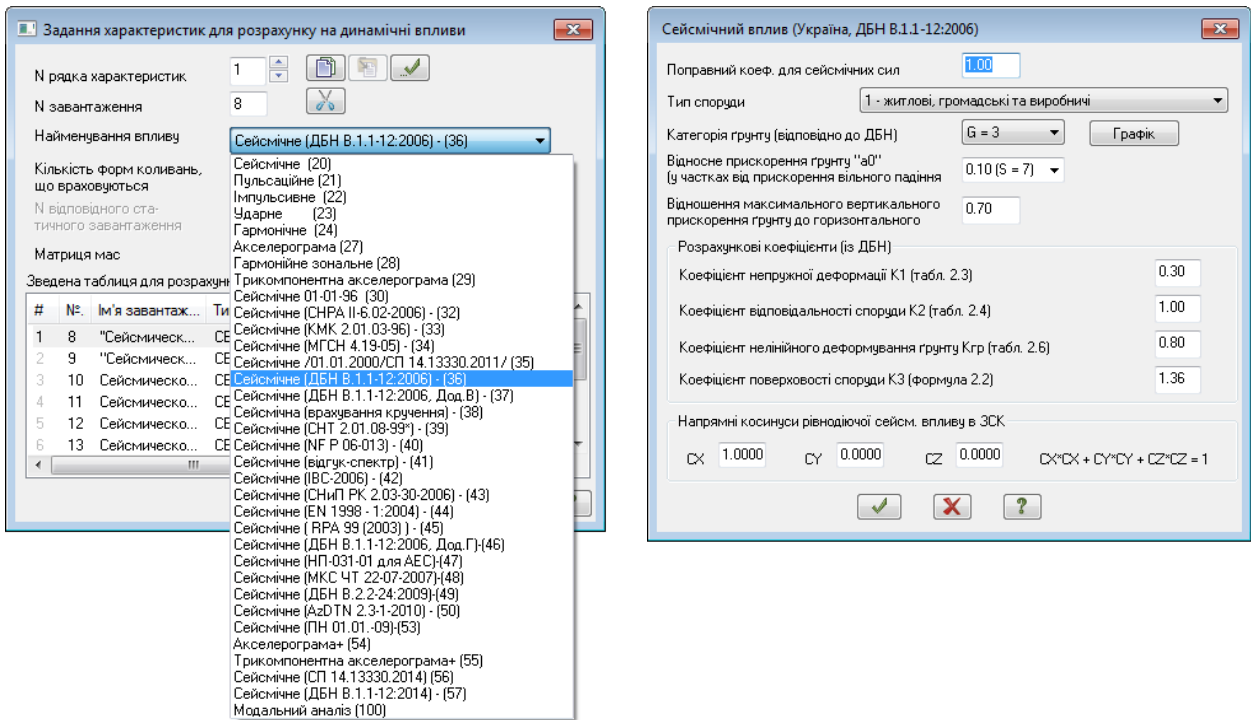 Задання характеристик для розрахунку на динамічні впливи
N рядка характеристик 1
N завантаження 8
Найменування впливу Сейсмічне (ДБН В.1.1-12:2006) - (36)
Кількість форм коливань,
що враховуються
N відповідного ста-
тичного завантаження
Матриця мас
Зведена таблиця для розрахун
# №. Ім'я завантаж... Ти
1 8 "Сейсмическ... СЕ
2 9 "Сейсмическ... СЕ
3 10 Сейсмическо... СЕ
4 11 Сейсмическо... СЕ
5 12 Сейсмическо... СЕ
6 13 Сейсмическо... СЕ
Сейсмічне (20)
Пульсаційне (21)
Імпульсивне (22)
Ударне (23)
Гармонічне (24)
Акселерограма (27)
Гармонійне зональне (28)
Трикомпонентна акселерограма (29)
Сейсмічне 01-01-96 (30)
Сейсмічне (СНРА II-6.02-2006) - (32)
Сейсмічне (КМК 2.01.03-96) - (33)
Сейсмічне (МГСН 4.19-05) - (34)
Сейсмічне /01.01.2000/СП 14.13330.2011/ (35)
Сейсмічне (ДБН В.1.1-12:2006) - (36)
Сейсмічне (ДБН В.1.1-12:2006, Дод.В) - (37)
Сейсмічна (врахування кручення) - (38)
Сейсмічне (СНТ 2.01.08-99*) - (39)
Сейсмічне (NF P 06-013) - (40)
Сейсмічне (відгук-спектр) - (41)
Сейсмічне (IBC-2006) - (42)
Сейсмічне (СНиП РК 2.03-30-2006) - (43)
Сейсмічне (EN 1998 - 1:2004) - (44)
Сейсмічне ( RPA 99 (2003) ) - (45)
Сейсмічне (ДБН В.1.1-12:2006, Дод.Г)-(46)
Сейсмічне (НП-031-01 для АЕС)-(47)
Сейсмічне (МКС ЧТ 22-07-2007)-(48)
Сейсмічне (ДБН В.2.2-24:2009)-(49)
Сейсмічне (AzDTN 2.3-1-2010) - (50)
Сейсмічне (ПН 01.01.-09)-(53)
Акселерограма+ (54)
Трикомпонентна акселерограма+ (55)
Сейсмічне (СП 14.13330.2014) (56)
Сейсмічне (ДБН В.1.1-12:2014) - (57)
Модальний аналіз (100)
Сейсмічний вплив (Україна, ДБН В.1.1-12:2006)
Поправний коеф. для сейсмічних сил 1.00
Тип споруди 1 - житлові, громадські та виробничі
Категорія ґрунту (відповідно до ДБН) G = 3 Графік
Відносне прискорення ґрунту "a0"
(у частках від прискорення вільного падіння 0.10 (S = 7)
Відношення максимального вертикального
прискорення ґрунту до горизонтального 0.70
Розрахункові коефіцієнти (із ДБН)
Коефіцієнт непружної деформації К1 (табл. 2.3) 0.30
Коефіцієнт відповідальності споруди К2 (табл. 2.4) 1.00
Коефіцієнт нелінійного деформування ґрунту Кгр (табл. 2.6) 0.80
Коефіцієнт поверховості споруди К3 (формула 2.2) 1.36
Напрямні косинуси рівнодіючої сейсм. впливу в ЗСК
CX 1.0000 CY 0.0000 CZ 0.0000 CX*CX + CY*CY + CZ*CZ = 1